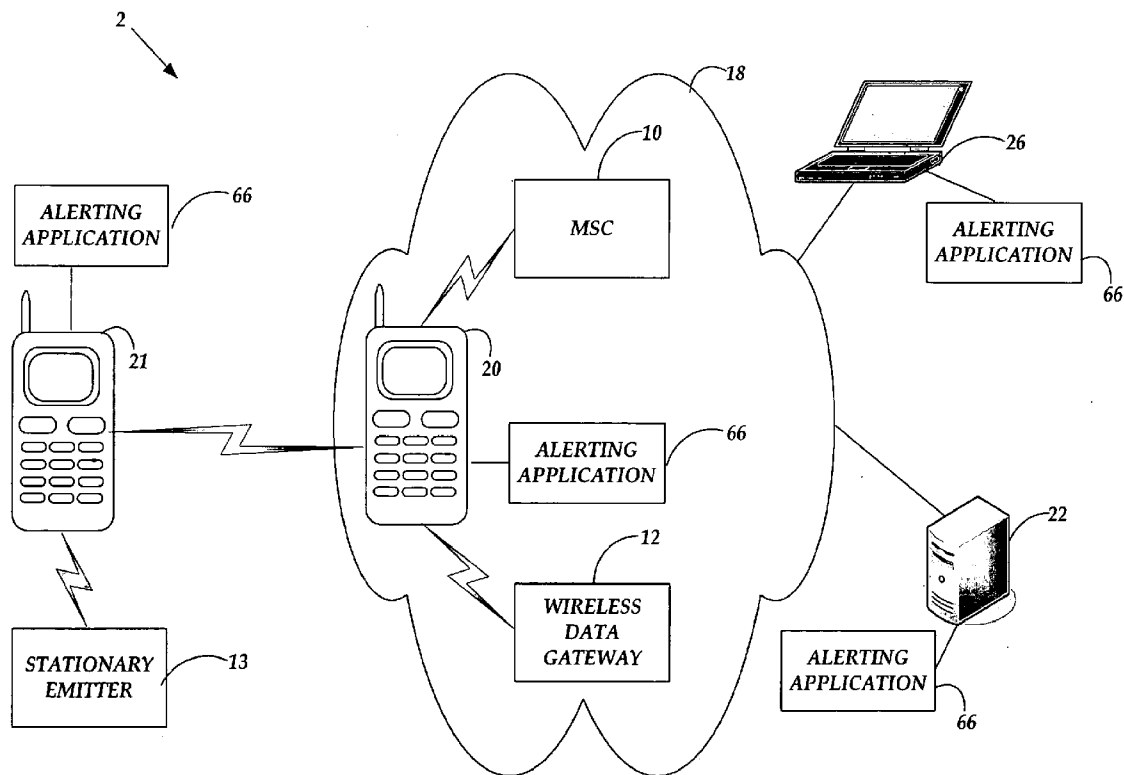 2
18
10
MSC
26
66
ALERTING
APPLICATION
ALERTING
APPLICATION
66
21
20
ALERTING
APPLICATION
66
22
12
WIRELESS
DATA
GATEWAY
STATIONARY
EMITTER
13
ALERTING
APPLICATION
66